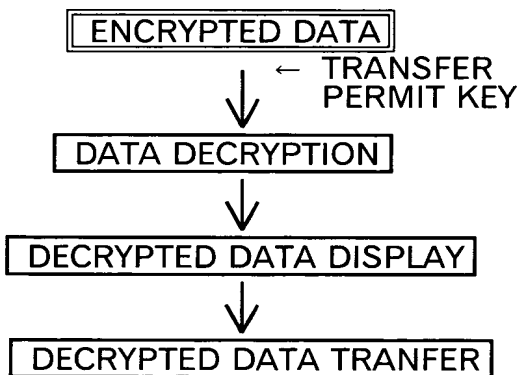 ENCRYPTED DATA
← TRANSFER
PERMIT KEY
DATA DECRYPTION
DECRYPTED DATA DISPLAY
DECRYPTED DATA TRANFER